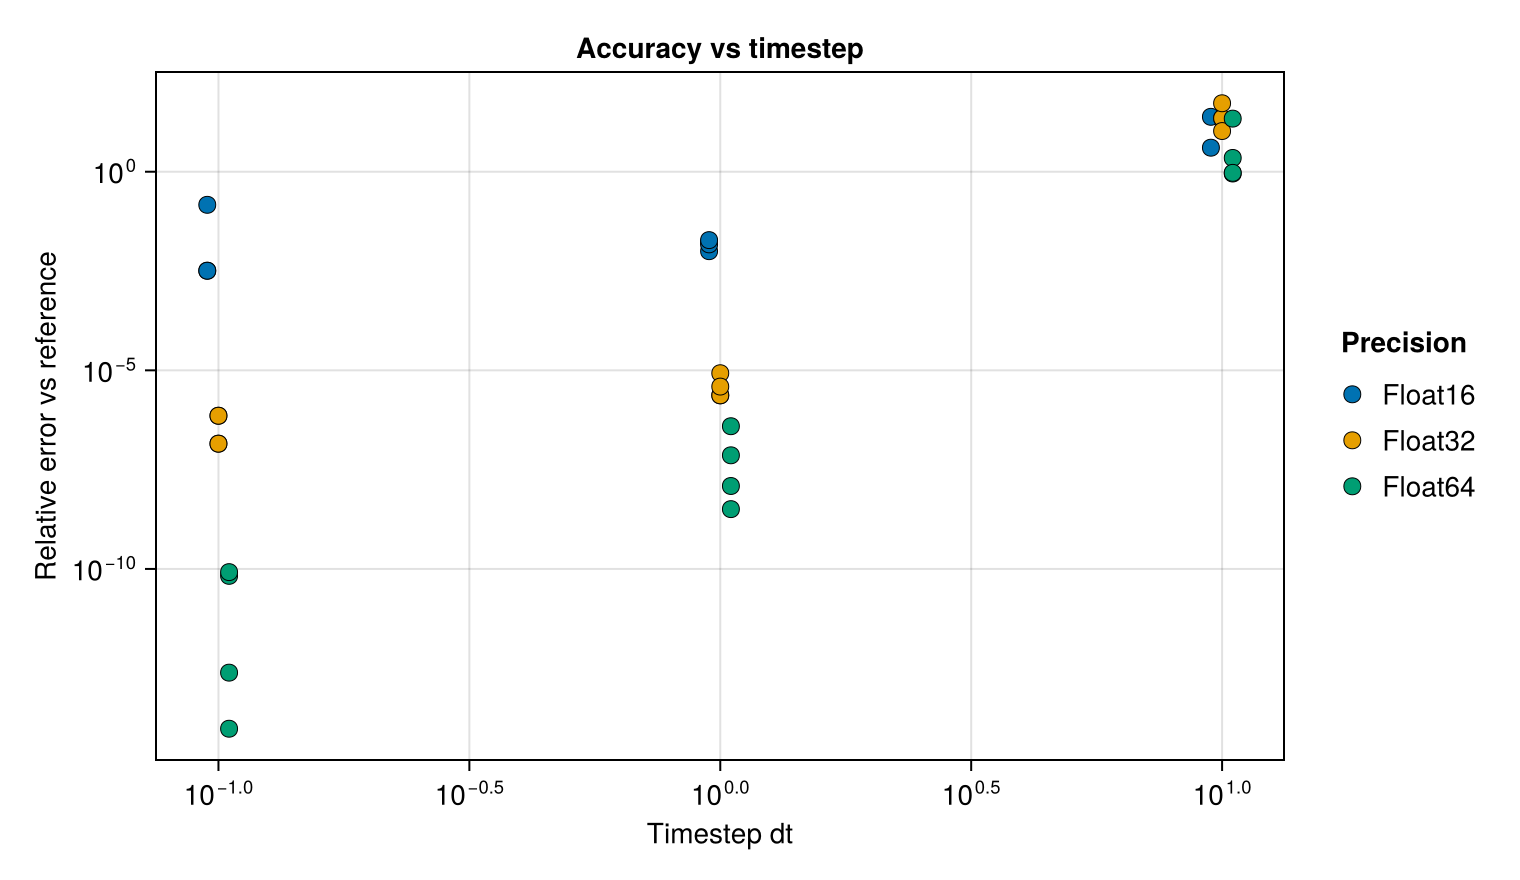 Accuracy vs timestep
Relative error vs reference
10⁰
10⁻⁵
10⁻¹⁰
10⁻¹·⁰
10⁻⁰·⁵
10⁰·⁰
10⁰·⁵
10¹·⁰
Timestep dt
Precision
Float16
Float32
Float64